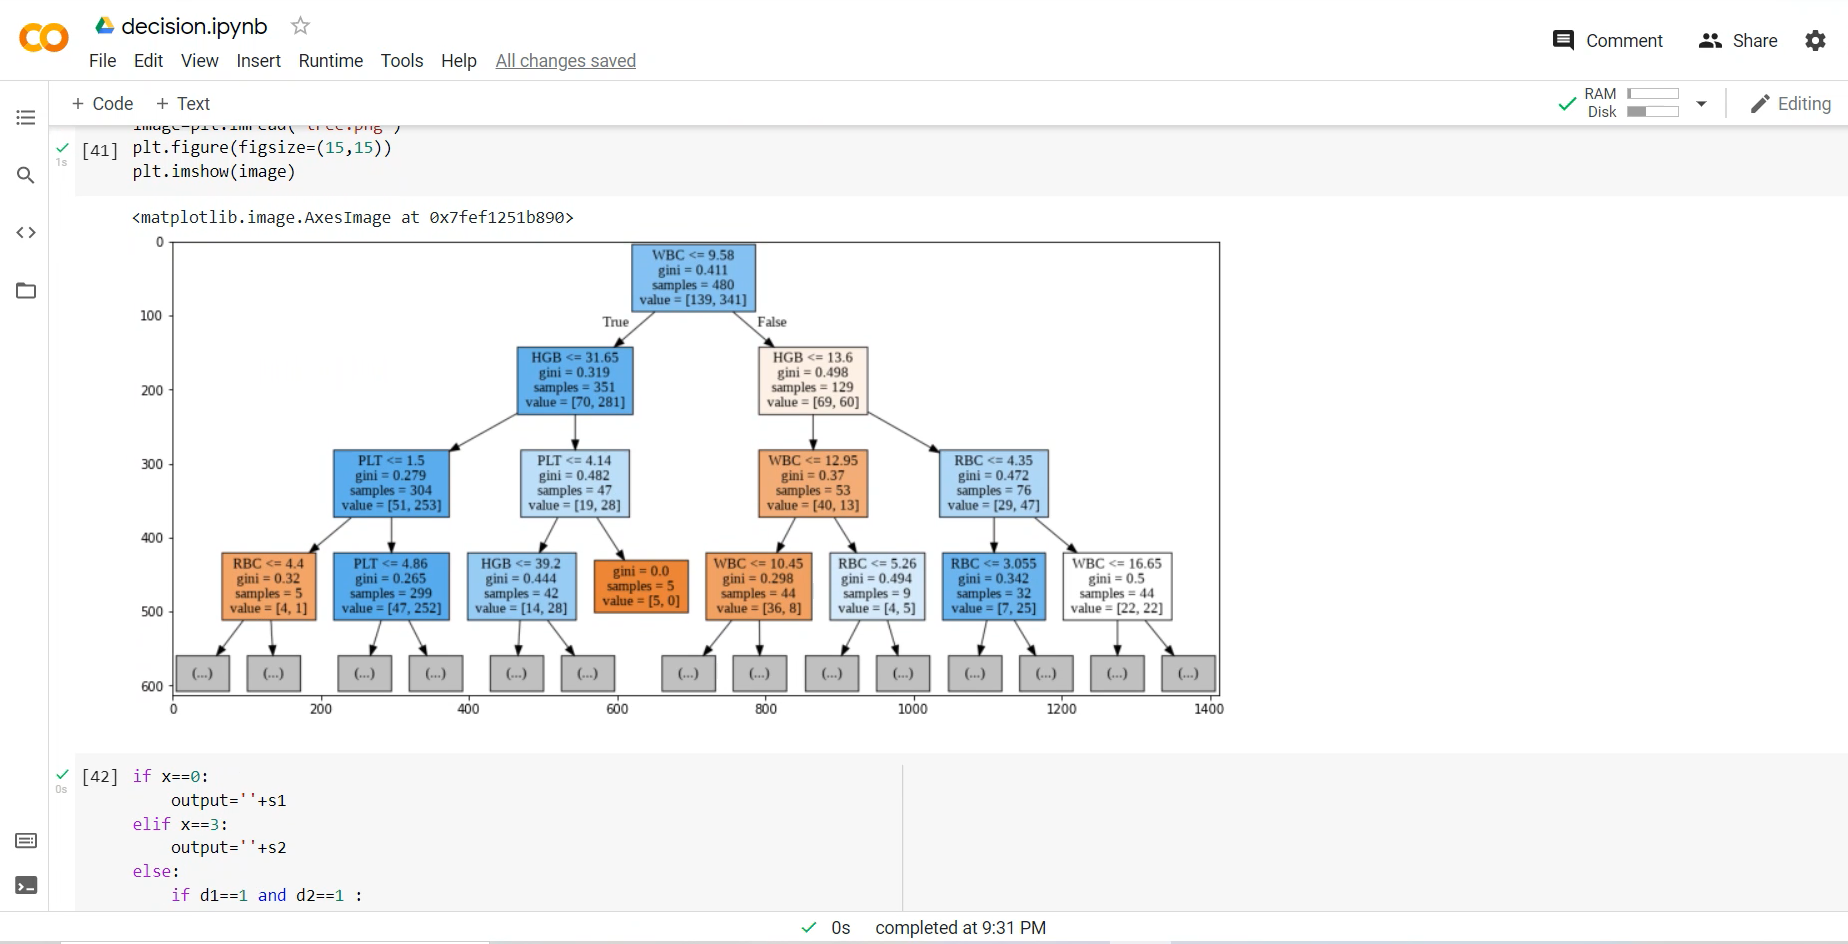 decision.ipynb
File Edit View Insert Runtime Tools Help All changes saved
Comment Share
+ Code + Text
RAM
Disk
Editing
image=plt.imread("tree.png")
[41] plt.figure(figsize=(15,15))
1s
plt.imshow(image)
<matplotlib.image.AxesImage at 0x7fef1251b890>
0
100
200
300
400
500
600
WBC <= 9.58
gini = 0.411
samples = 480
value = [139, 341]
True
False
HGB <= 31.65
gini = 0.319
samples = 351
value = [70, 281]
HGB <= 13.6
gini = 0.498
samples = 129
value = [69, 60]
PLT <= 1.5
gini = 0.279
samples = 304
value = [51, 253]
PLT <= 4.14
gini = 0.482
samples = 47
value = [19, 28]
WBC <= 12.95
gini = 0.37
samples = 53
value = [40, 13]
RBC <= 4.35
gini = 0.472
samples = 76
value = [29, 47]
RBC <= 4.4
gini = 0.32
samples = 5
value = [4, 1]
PLT <= 4.86
gini = 0.265
samples = 299
value = [47, 252]
HGB <= 39.2
gini = 0.444
samples = 42
value = [14, 28]
gini = 0.0
samples = 5
value = [5, 0]
WBC <= 10.45
gini = 0.298
samples = 44
value = [36, 8]
RBC <= 5.26
gini = 0.494
samples = 9
value = [4, 5]
RBC <= 3.055
gini = 0.342
samples = 32
value = [7, 25]
WBC <= 16.65
gini = 0.5
samples = 44
value = [22, 22]
(...) (...) (...) (...) (...) (...) (...) (...) (...) (...) (...) (...) (...) (...)
0 200 400 600 800 1000 1200 1400
[42] if x==0:
0s
output=''+s1
elif x==3:
output=''+s2
else:
if d1==1 and d2==1 :
0s completed at 9:31 PM